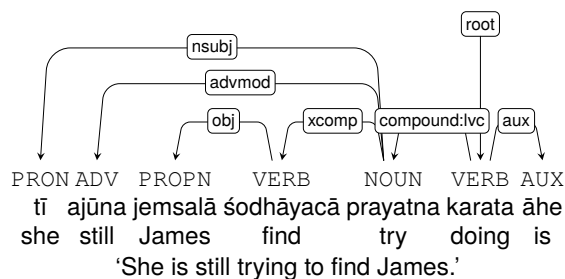 root
nsubj
advmod
obj xcomp compound:lvc aux
PRON ADV PROPN VERB NOUN VERB AUX
tī ajūna jemsalā śodhāyacā prayatna karata āhe
she still James find try doing is
‘She is still trying to find James.’